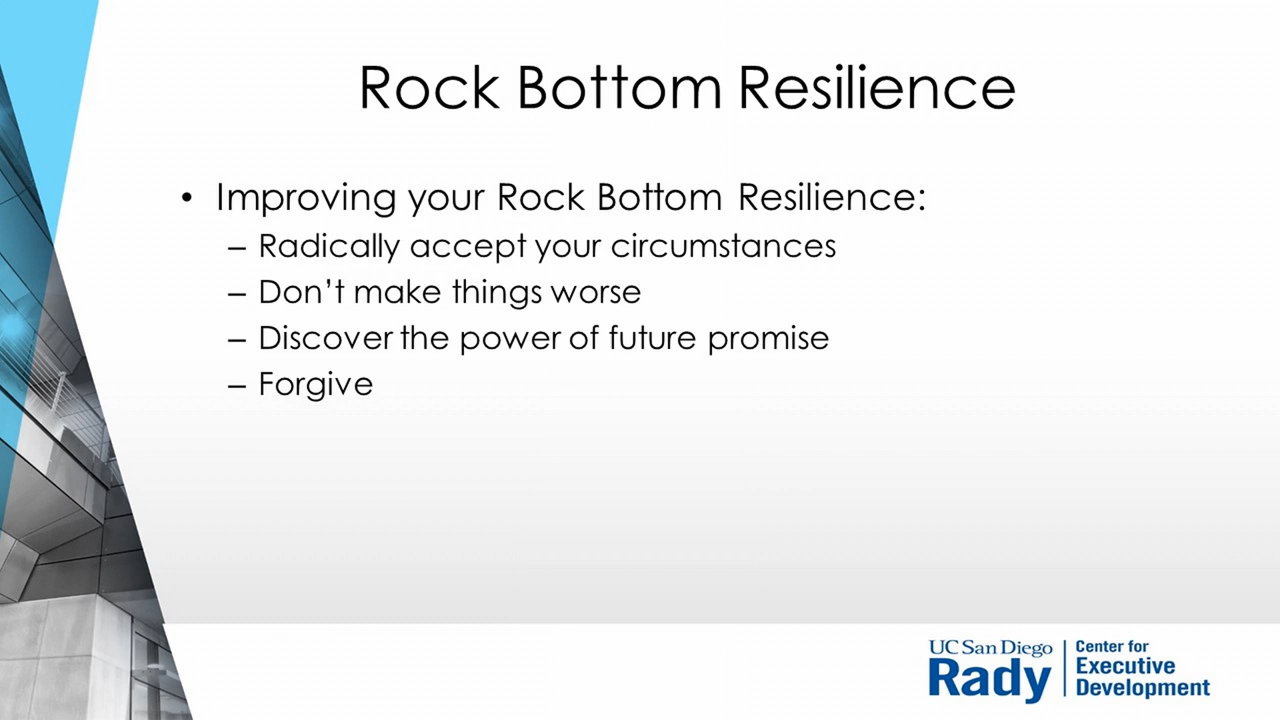 Rock Bottom Resilience
• Improving your Rock Bottom Resilience:
– Radically accept your circumstances
– Don’t make things worse
– Discover the power of future promise
– Forgive
UC San Diego
Rady
Center for
Executive
Development